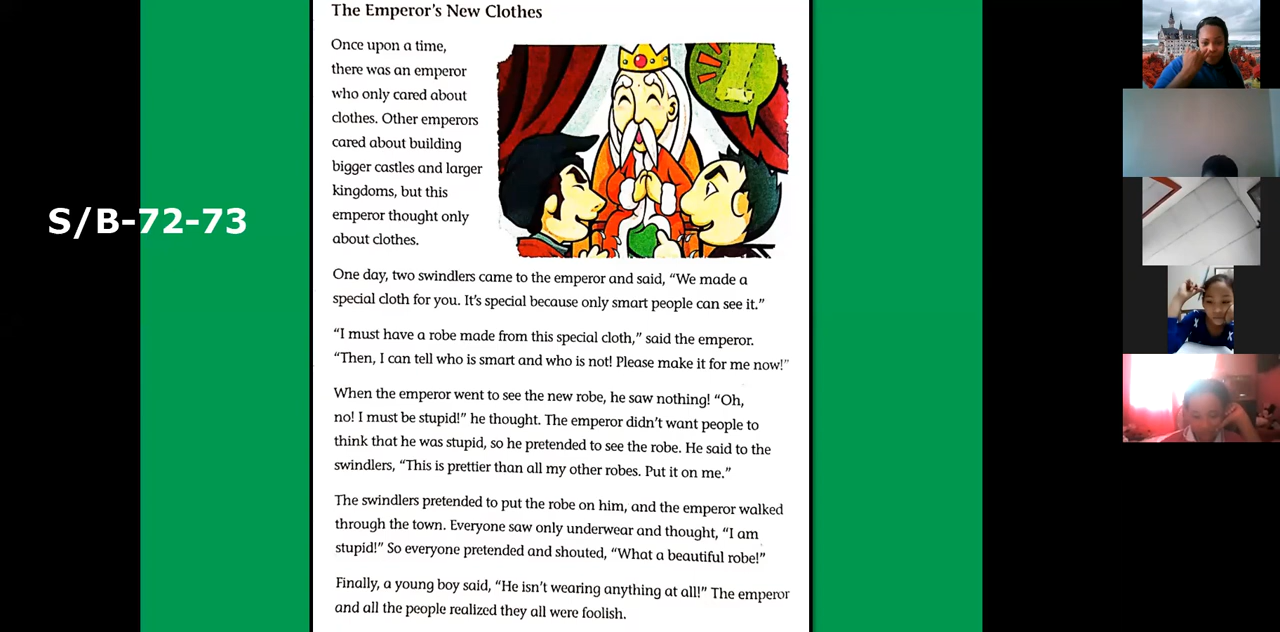 The Emperor's New Clothes
Once upon a time,
there was an emperor
who only cared about
clothes. Other emperors
cared about building
bigger castles and larger
kingdoms, but this
emperor thought only
about clothes.
S/B-72-73
One day, two swindlers came to the emperor and said, “We made a
special cloth for you. It's special because only smart people can see it.”
“I must have a robe made from this special cloth,” said the emperor.
“Then, I can tell who is smart and who is not! Please make it for me now!”
When the emperor went to see the new robe, he saw nothing! “Oh,
no! I must be stupid!” he thought. The emperor didn't want people to
think that he was stupid, so he pretended to see the robe. He said to the
swindlers, “This is prettier than all my other robes. Put it on me.”
The swindlers pretended to put the robe on him, and the emperor walked
through the town. Everyone saw only underwear and thought, “I am
stupid!” So everyone pretended and shouted, “What a beautiful robe!”
Finally, a young boy said, “He isn't wearing anything at all!” The emperor
and all the people realized they all were foolish.